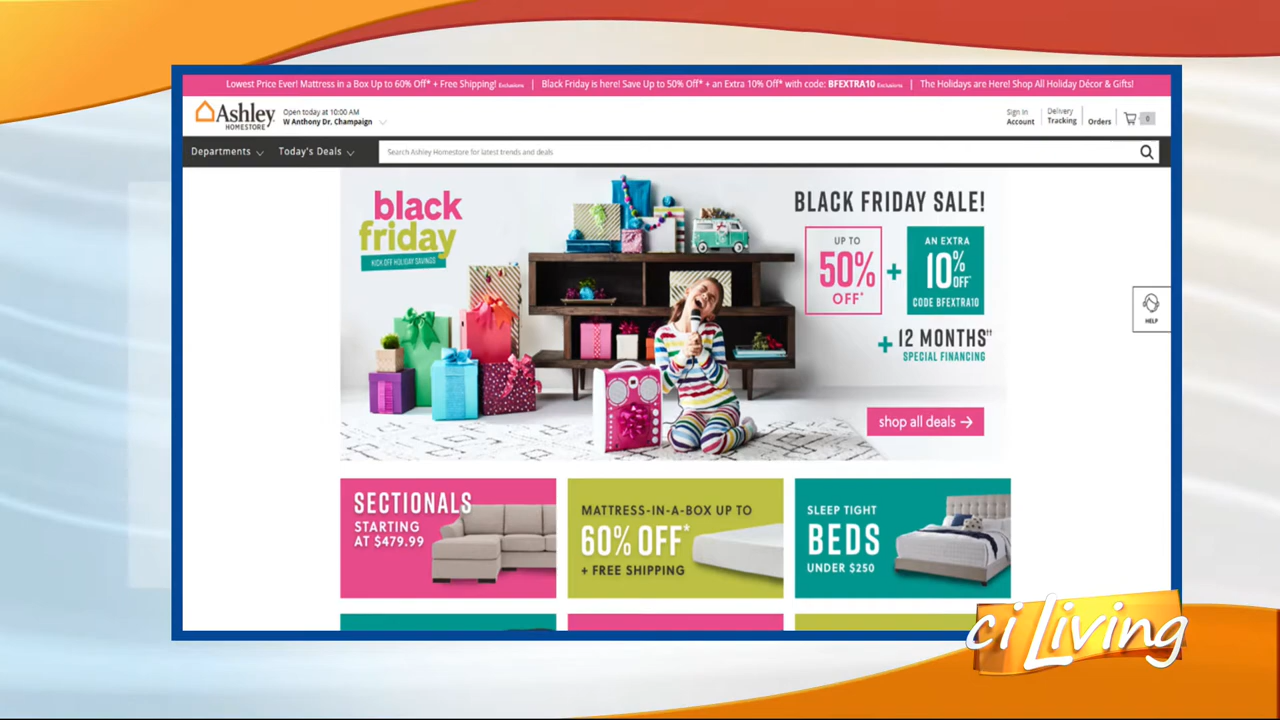 Lowest Price Ever! Mattress in a Box Up to 60% Off* + Free Shipping! Exclusions | Black Friday is here! Save Up to 50% Off* + an Extra 10% Off* with code: BFEXTRA10 Exclusions | The Holidays are Here! Shop All Holiday Décor & Gifts!
Ashley
HOMESTORE
Open today at 10:00 AM
W Anthony Dr, Champaign
Sign In
Account
Delivery
Tracking
Orders
0
Departments
Today's Deals
Search Ashley Homestore for latest trends and deals
black
friday
KICK OFF HOLIDAY SAVINGS
BLACK FRIDAY SALE!
UP TO
50%
OFF*
+
AN EXTRA
10%
OFF*
CODE BFEXTRA10
+ 12 MONTHS††
SPECIAL FINANCING
shop all deals →
HELP
SECTIONALS
STARTING
AT $479.99
MATTRESS-IN-A-BOX UP TO
60% OFF*
+ FREE SHIPPING
SLEEP TIGHT
BEDS
UNDER $250
ci Living